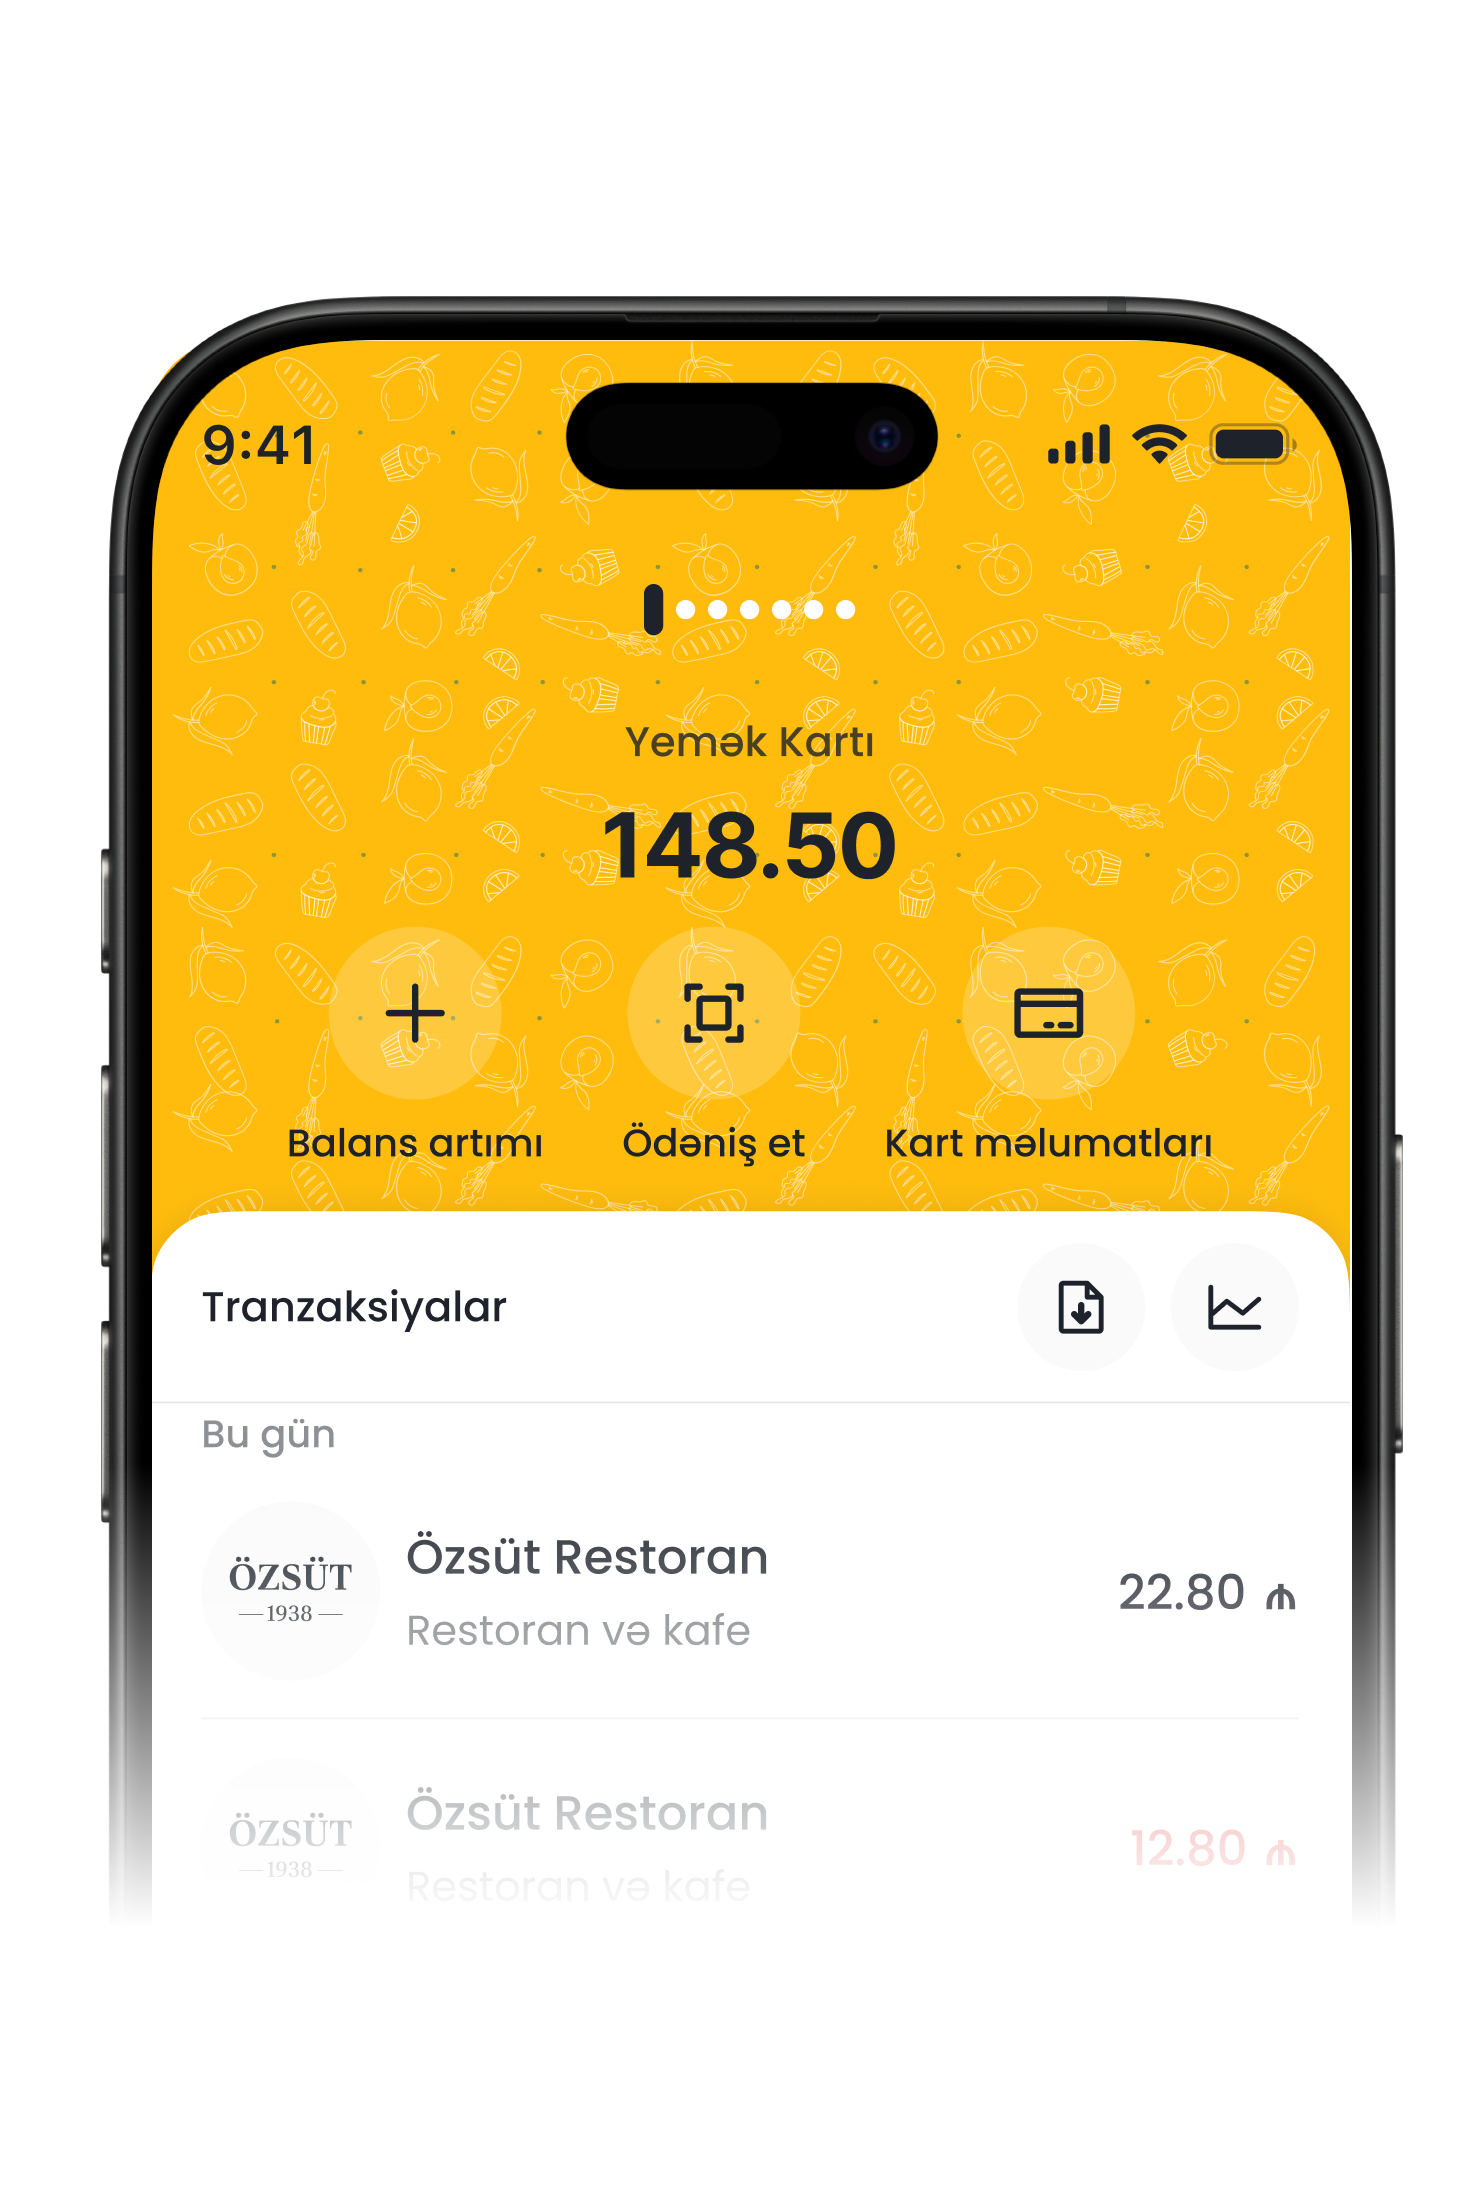 9:41
Yemək Kartı
148.50
Balans artımı
Ödəniş et
Kart məlumatları
Tranzaksiyalar
Bu gün
ÖZSÜT
1938
Özsüt Restoran
Restoran və kafe
22.80 ₼
ÖZSÜT
1938
Özsüt Restoran
Restoran və kafe
12.80 ₼